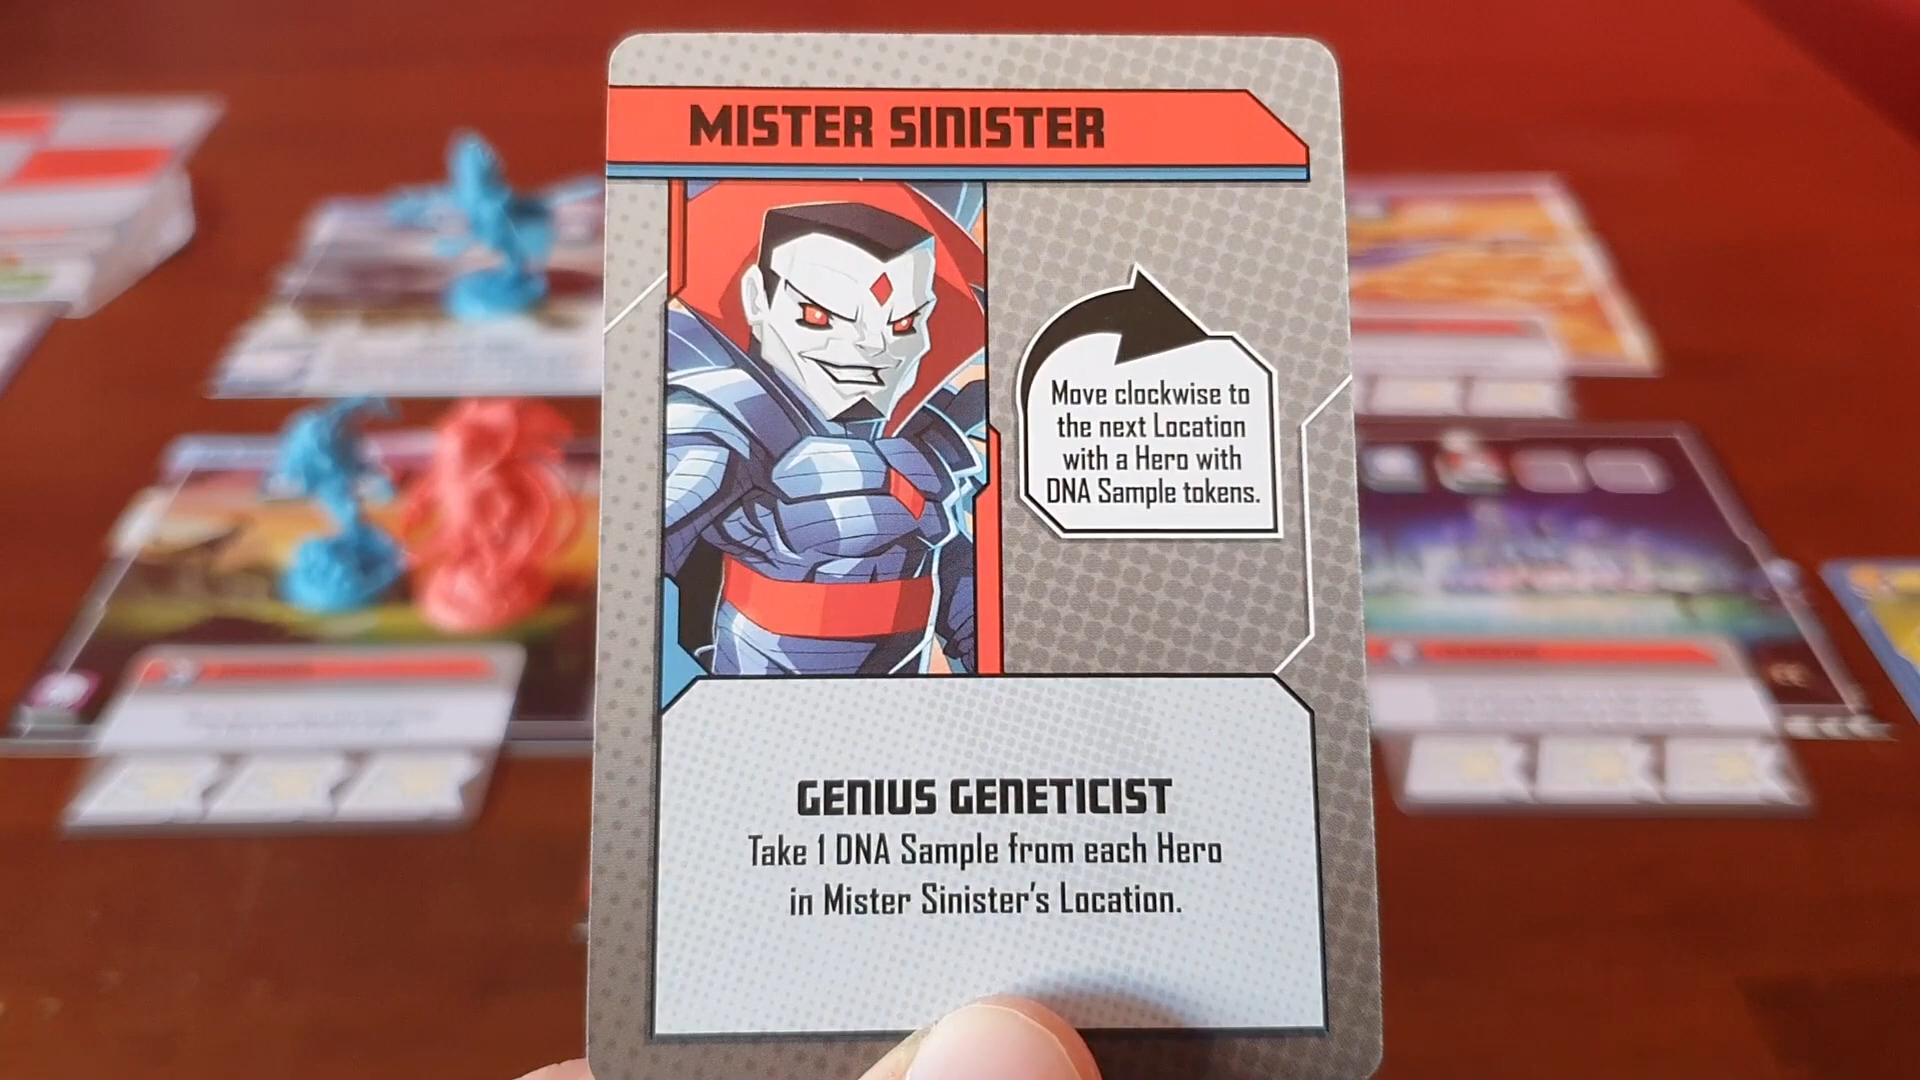 MISTER SINISTER
Move clockwise to
the next Location
with a Hero with
DNA Sample tokens.
GENIUS GENETICIST
Take 1 DNA Sample from each Hero
in Mister Sinister's Location.